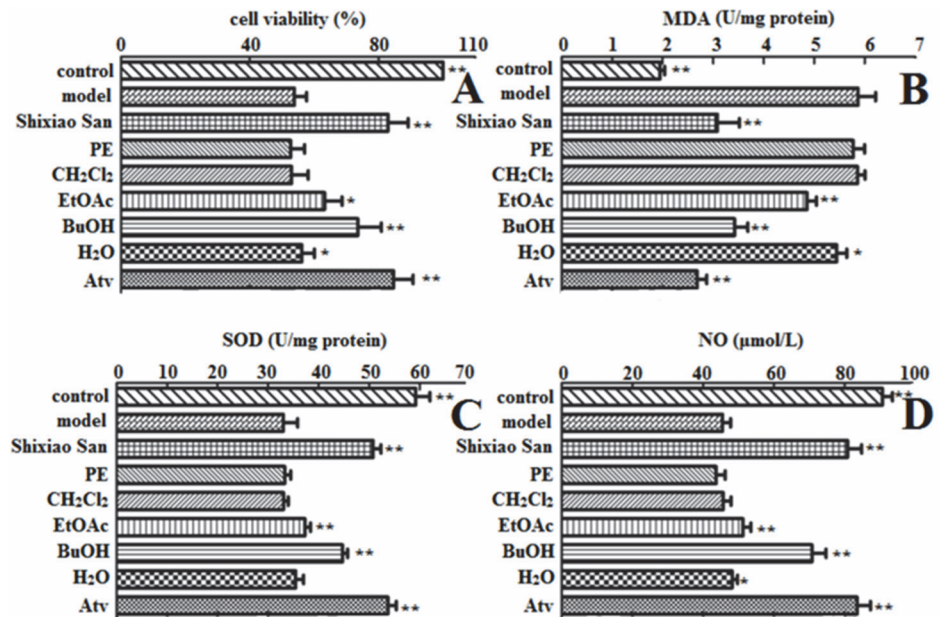 cell viability (%)
0 40 80 110
control **
model
Shixiao San **
PE
CH2Cl2
EtOAc *
BuOH **
H2O *
Atv **
A
MDA (U/mg protein)
0 1 2 3 4 5 6 7
control **
model
Shixiao San **
PE
CH2Cl2
EtOAc **
BuOH **
H2O *
Atv **
B
SOD (U/mg protein)
0 10 20 30 40 50 60 70
control **
model
Shixiao San **
PE
CH2Cl2
EtOAc **
BuOH **
H2O
Atv **
C
NO (μmol/L)
0 20 40 60 80 100
control **
model
Shixiao San **
PE
CH2Cl2
EtOAc **
BuOH **
H2O *
Atv **
D